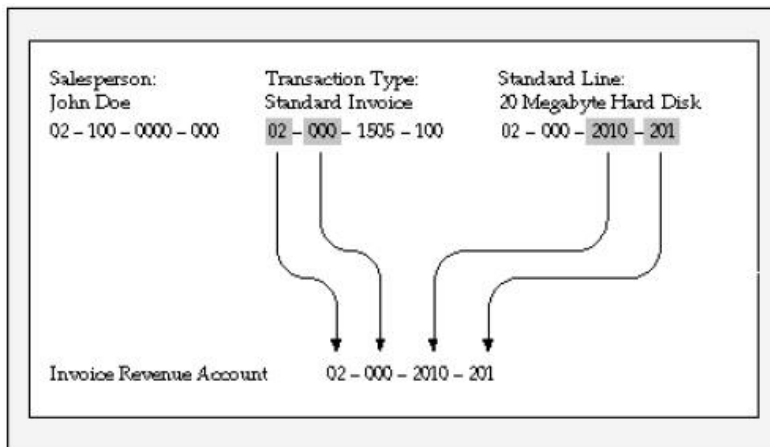 Salesperson:
John Doe
02 – 100 – 0000 – 000
Transaction Type:
Standard Invoice
02 – 000 – 1505 – 100
Standard Line:
20 Megabyte Hard Disk
02 – 000 – 2010 – 201
Invoice Revenue Account 02 – 000 – 2010 – 201